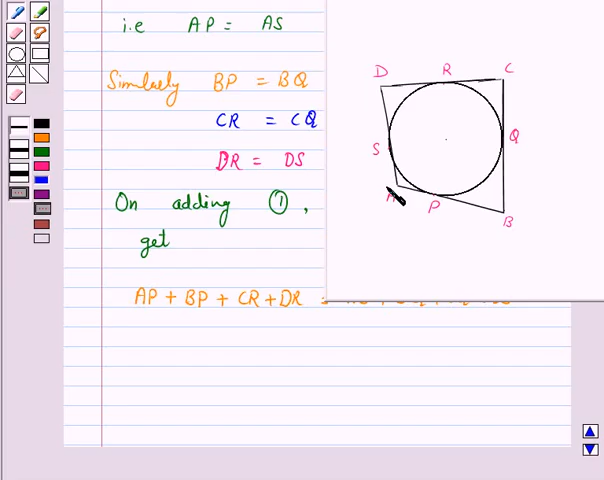 i.e AP = AS
Similarly BP = BQ
CR = CQ
DR = DS
On adding ①,
get
AP + BP + CR + DR =
D R C
S Q
P
B